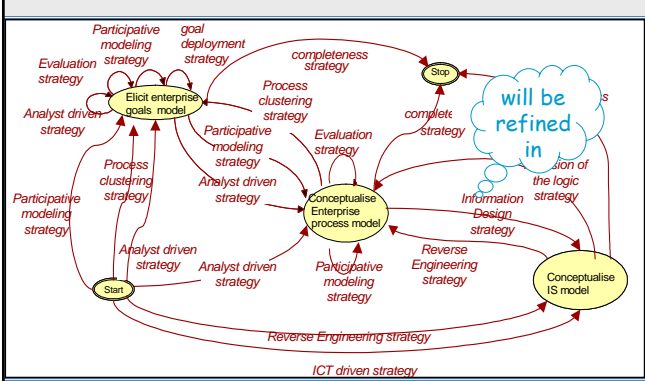 Participative
modeling
strategy
goal
deployment
strategy
completeness
strategy
Evaluation
strategy
Stop
Process
clustering
strategy
Elicit enterprise
goals model
will be
refined
in
Analyst driven
strategy
Participative
modeling
strategy
Evaluation
strategy
strategy
Process
clustering
strategy
Analyst driven
strategy
Conceptualise
Enterprise
process model
of
the logic
strategy
Participative
modeling
strategy
Information
Design
strategy
Analyst driven
strategy
Analyst driven
strategy
Participative
modeling
strategy
Reverse
Engineering
strategy
Conceptualise
IS model
Start
Reverse Engineering strategy
ICT driven strategy